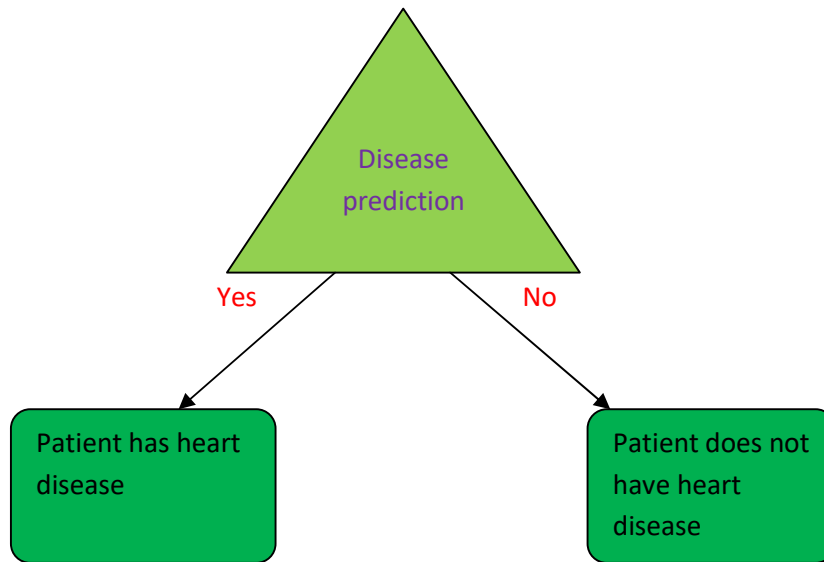 Disease
prediction
Yes
No
Patient has heart
disease
Patient does not
have heart
disease